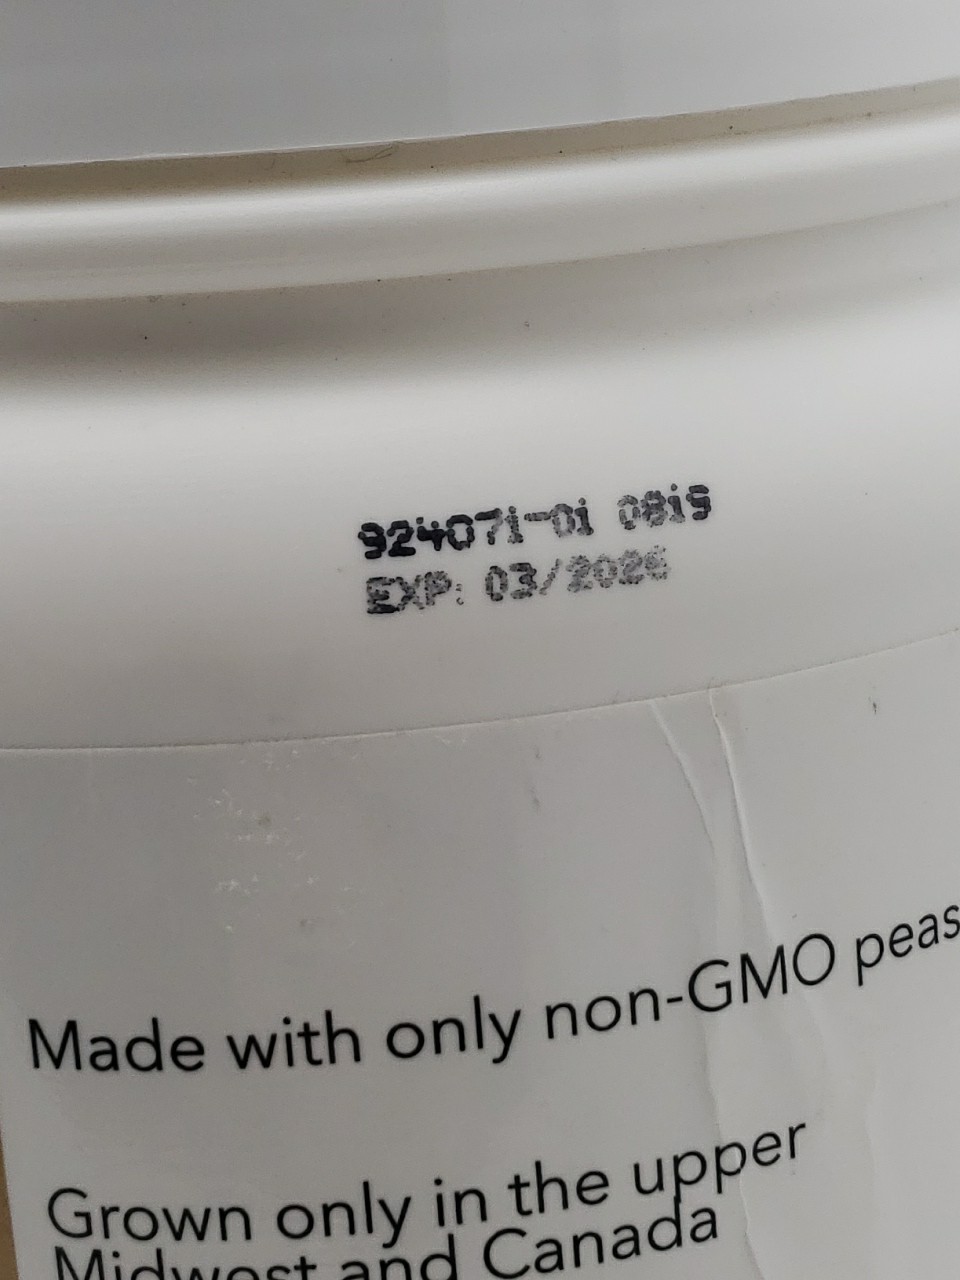 924071-01 0819
EXP: 03/2026
Made with only non-GMO peas
Grown only in the upper
Midwest and Canada